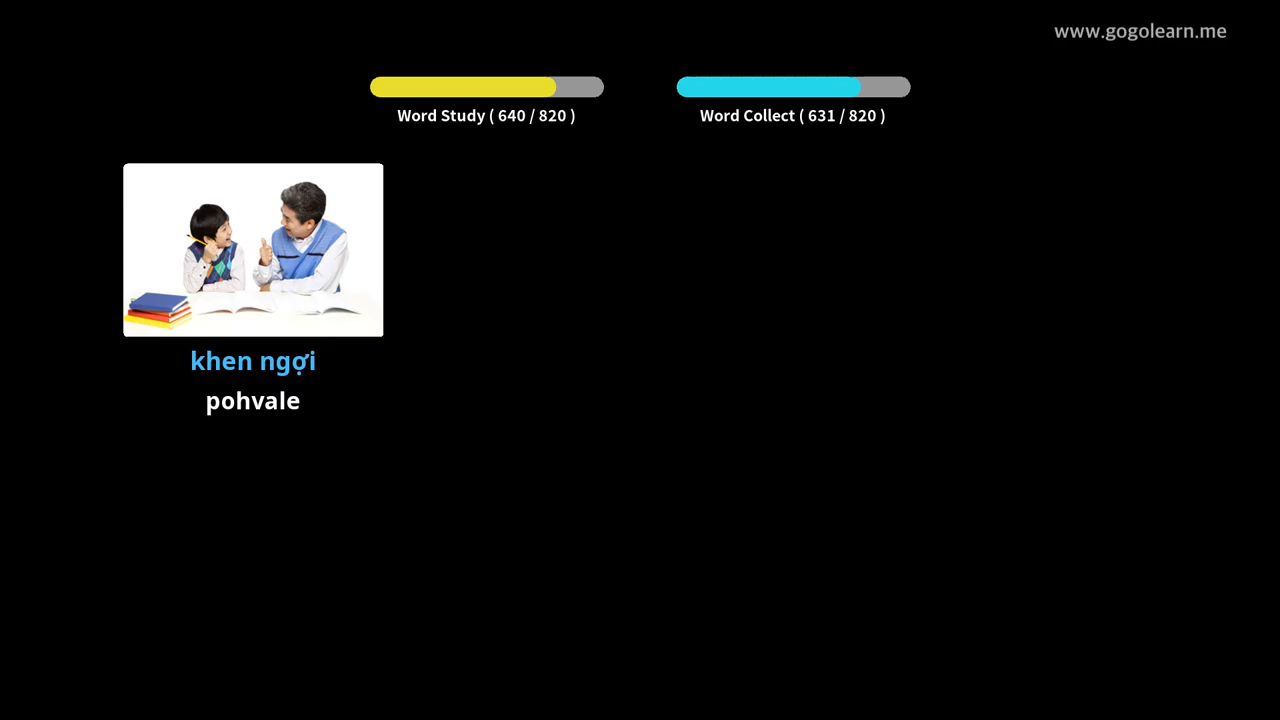 www.gogolearn.me
Word Study ( 640 / 820 )
Word Collect ( 631 / 820 )
khen ngợi
pohvale